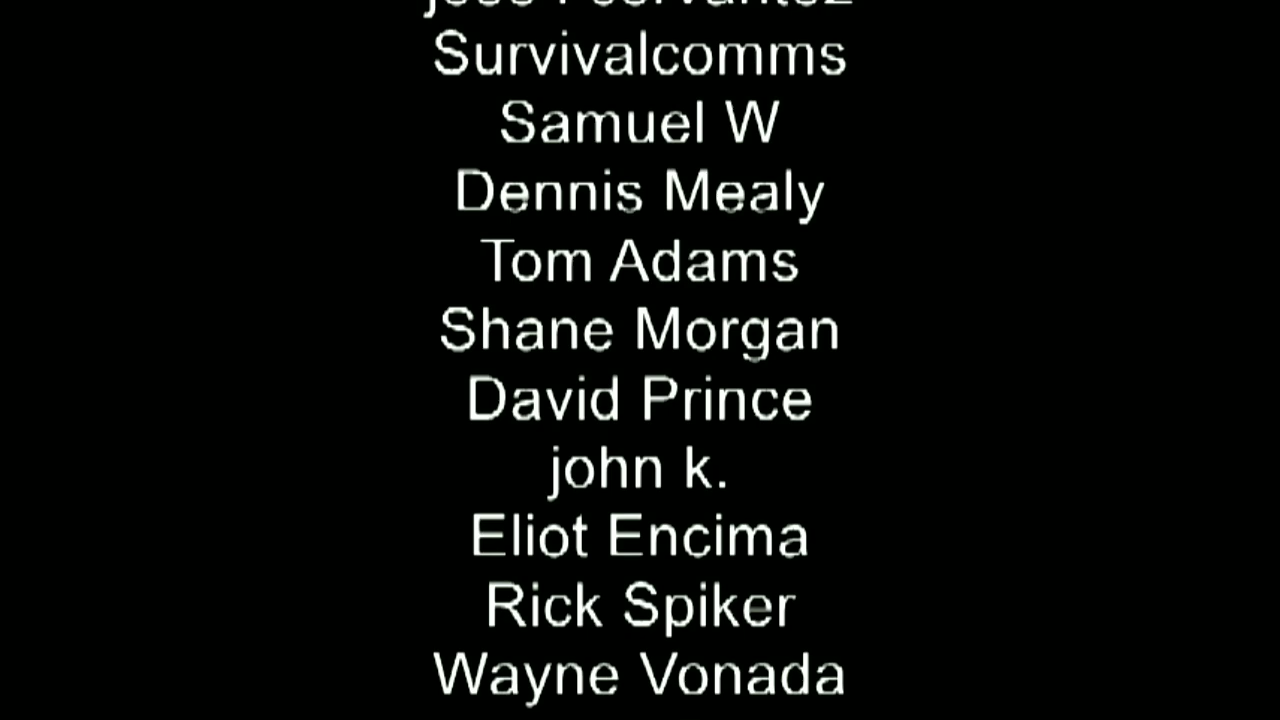 Survivalcomms
Samuel W
Dennis Mealy
Tom Adams
Shane Morgan
David Prince
john k.
Eliot Encima
Rick Spiker
Wayne Vonada